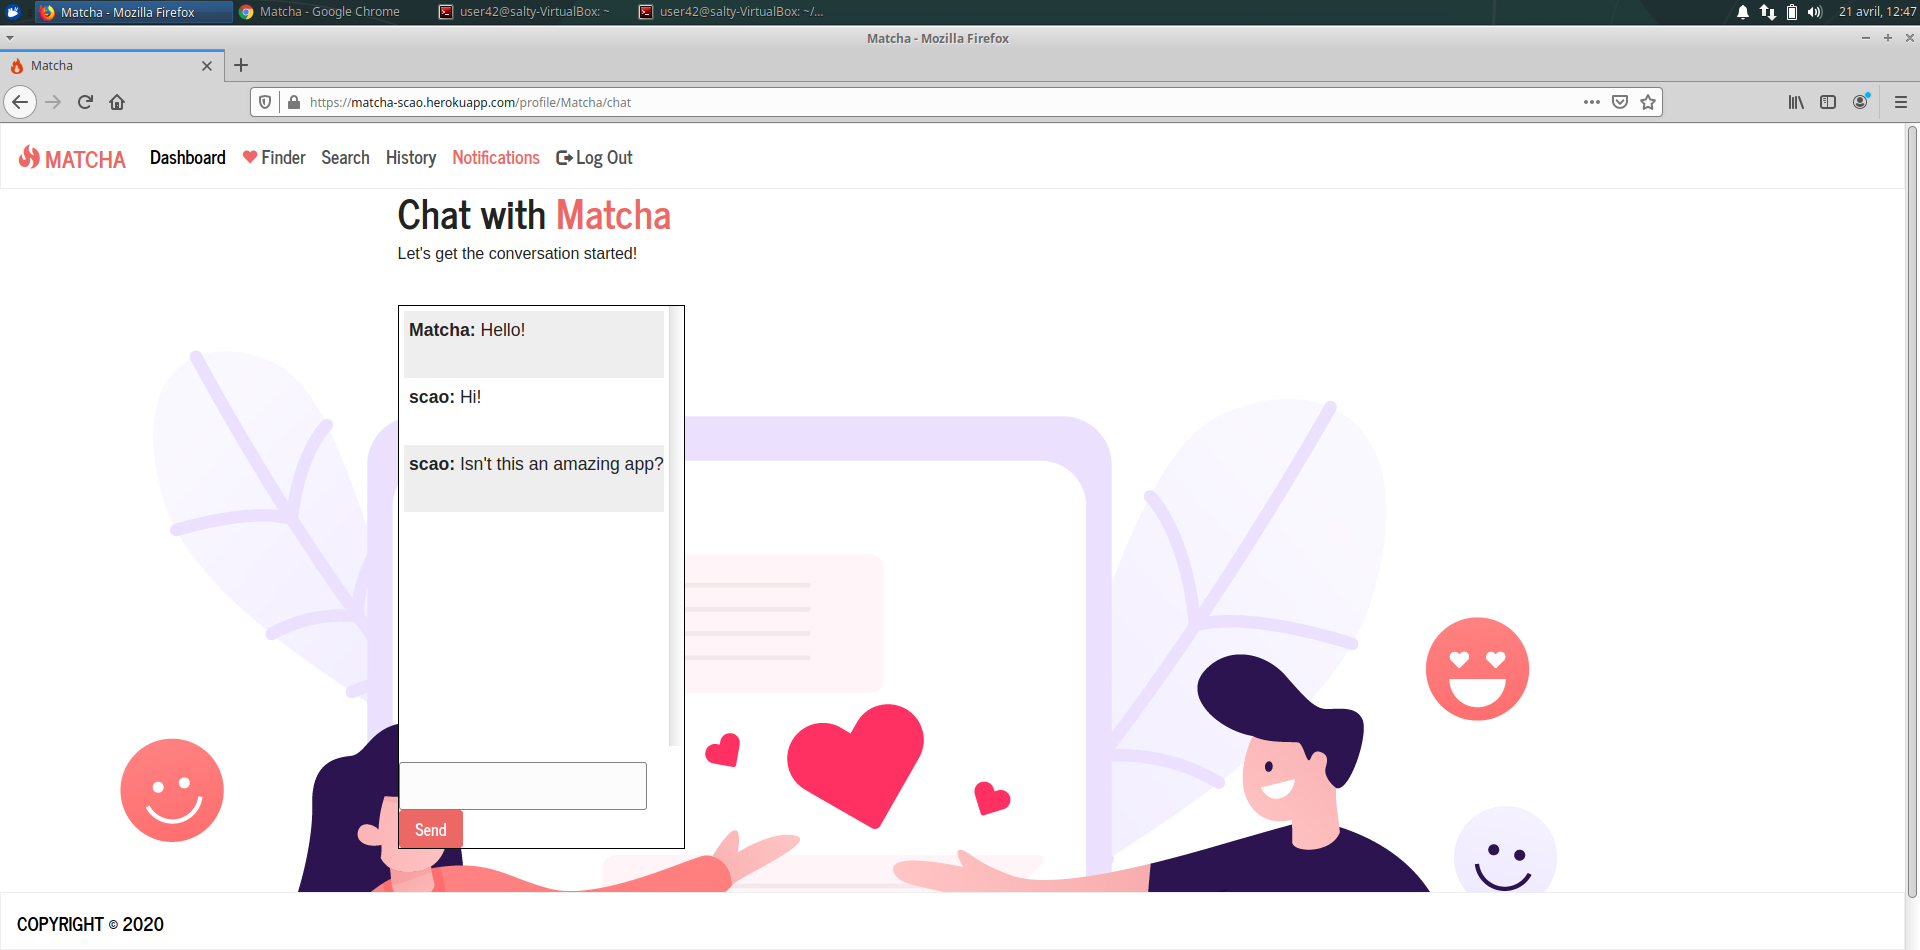 Matcha - Mozilla Firefox
Matcha - Google Chrome
user42@salty-VirtualBox: ~
user42@salty-VirtualBox: ~/...
21 avril, 12:47
Matcha - Mozilla Firefox
Matcha
https://matcha-scao.herokuapp.com/profile/Matcha/chat
MATCHA
Dashboard
Finder
Search
History
Notifications
Log Out
Chat with Matcha
Let's get the conversation started!
Matcha: Hello!
scao: Hi!
scao: Isn't this an amazing app?
Send
COPYRIGHT © 2020